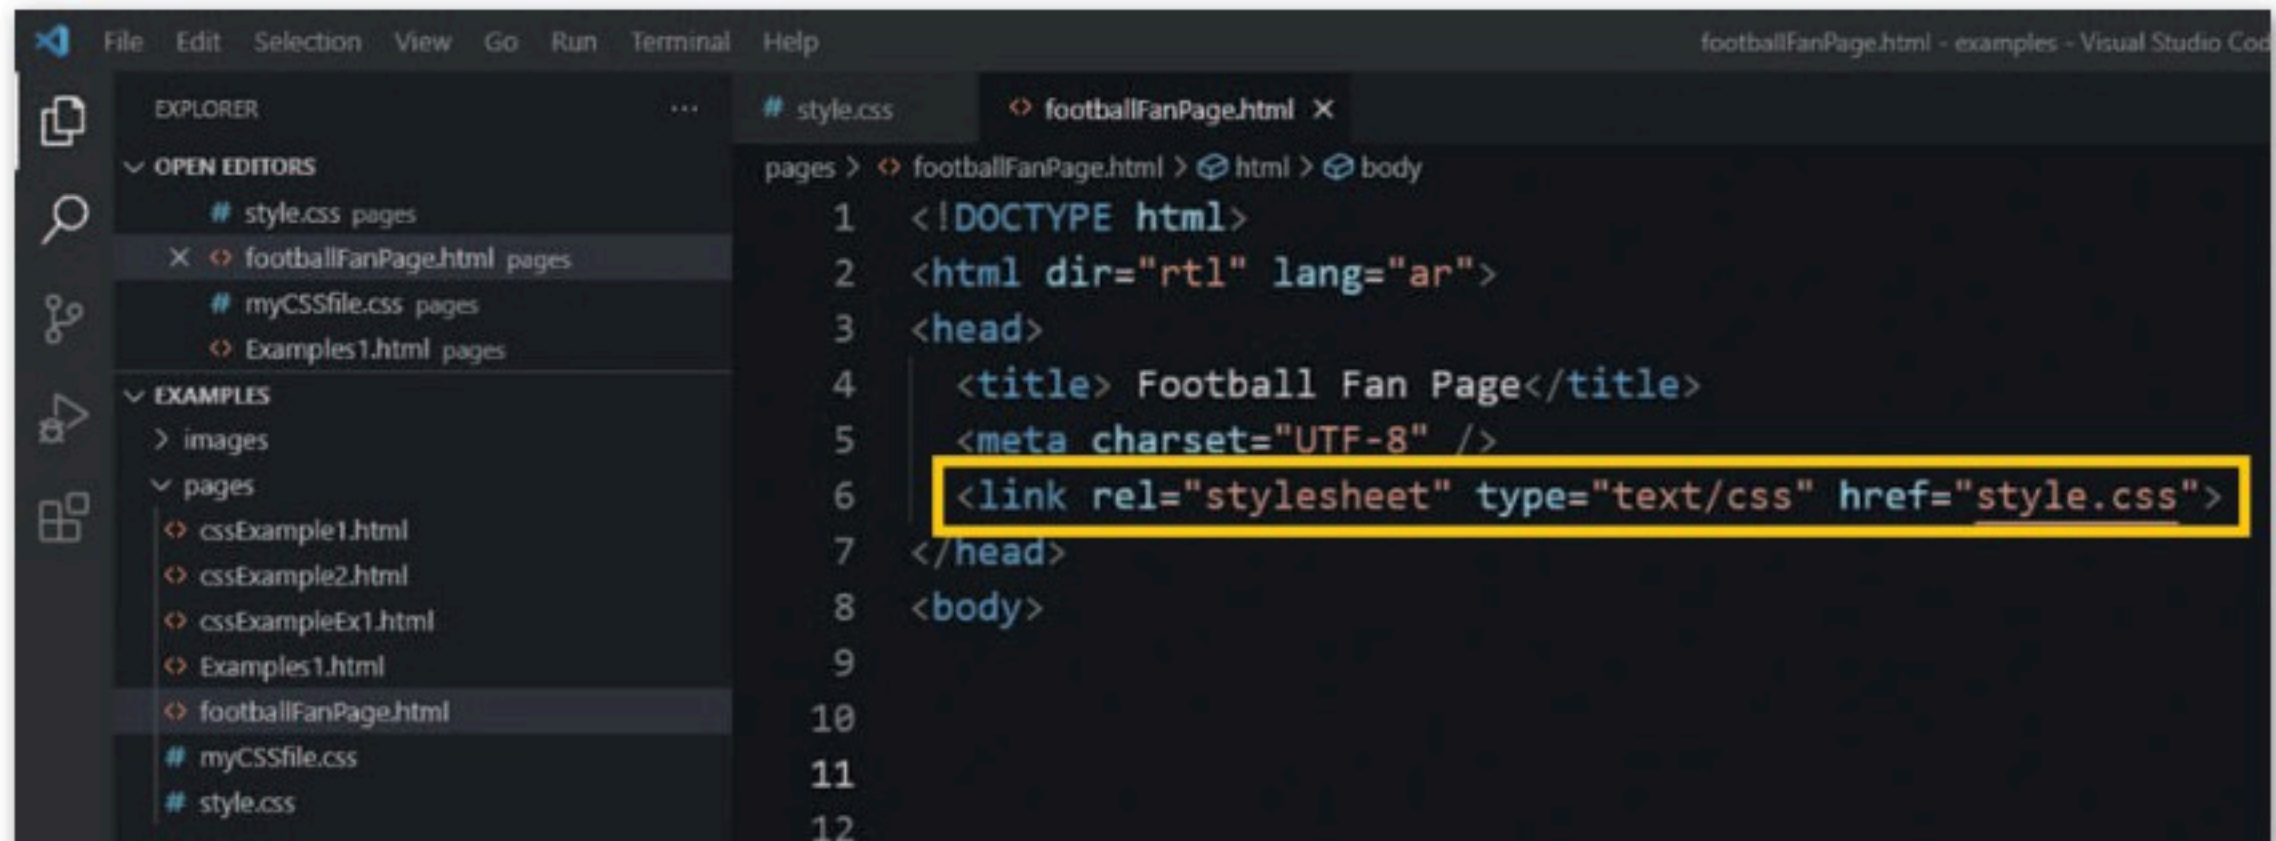 File Edit Selection View Go Run Terminal Help
footballFanPage.html - examples - Visual Studio Cod
EXPLORER ...
OPEN EDITORS
# style.css pages
footballFanPage.html pages
# myCSSfile.css pages
Examples1.html pages
EXAMPLES
images
pages
cssExample1.html
cssExample2.html
cssExampleEx1.html
Examples1.html
footballFanPage.html
# myCSSfile.css
# style.css
# style.css
<> footballFanPage.html ×
pages > <> footballFanPage.html > html > body
1 <!DOCTYPE html>
2 <html dir="rtl" lang="ar">
3 <head>
4 <title> Football Fan Page</title>
5 <meta charset="UTF-8" />
6 <link rel="stylesheet" type="text/css" href="style.css">
7 </head>
8 <body>
9
10
11
12